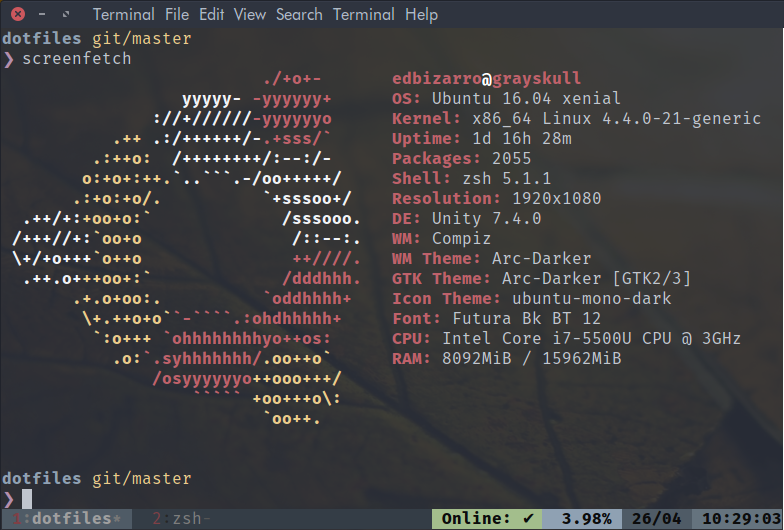 Terminal File Edit View Search Terminal Help
dotfiles git/master
❯ screenfetch
                          ./+o+-       edbizarro@grayskull
                  yyyyy- -yyyyyy+      OS: Ubuntu 16.04 xenial
               ://+//////-yyyyyyo      Kernel: x86_64 Linux 4.4.0-21-generic
           .++ .:/++++++/-.+sss/`      Uptime: 1d 16h 28m
         .:++o:  /++++++++/:--:/-      Packages: 2055
        o:+o+:++.`..```.-/oo+++++/     Shell: zsh 5.1.1
       .:+o:+o/.          `+sssoo+/    Resolution: 1920x1080
  .++/+:+oo+o:`             /sssooo.   DE: Unity 7.4.0
 /+++//+:`oo+o               /::--:.   WM: Compiz
 \+/+o+++`o++o               ++////.   WM Theme: Arc-Darker
  .++.o+++oo+:`             /dddhhh.   GTK Theme: Arc-Darker [GTK2/3]
       .+.o+oo:.          `oddhhhh+    Icon Theme: ubuntu-mono-dark
        \+.++o+o``-````.:ohdhhhhh+     Font: Futura Bk BT 12
         `:o+++ `ohhhhhhhhyo++os:      CPU: Intel Core i7-5500U CPU @ 3GHz
           .o:`.syhhhhhhh/.oo++o`      RAM: 8092MiB / 15962MiB
               /osyyyyyyo++ooo+++/
                   ````` +oo+++o\:
                          `oo++.
dotfiles git/master
❯
1:dotfiles* 2:zsh- Online: ✔ 3.98% 26/04 10:29:03